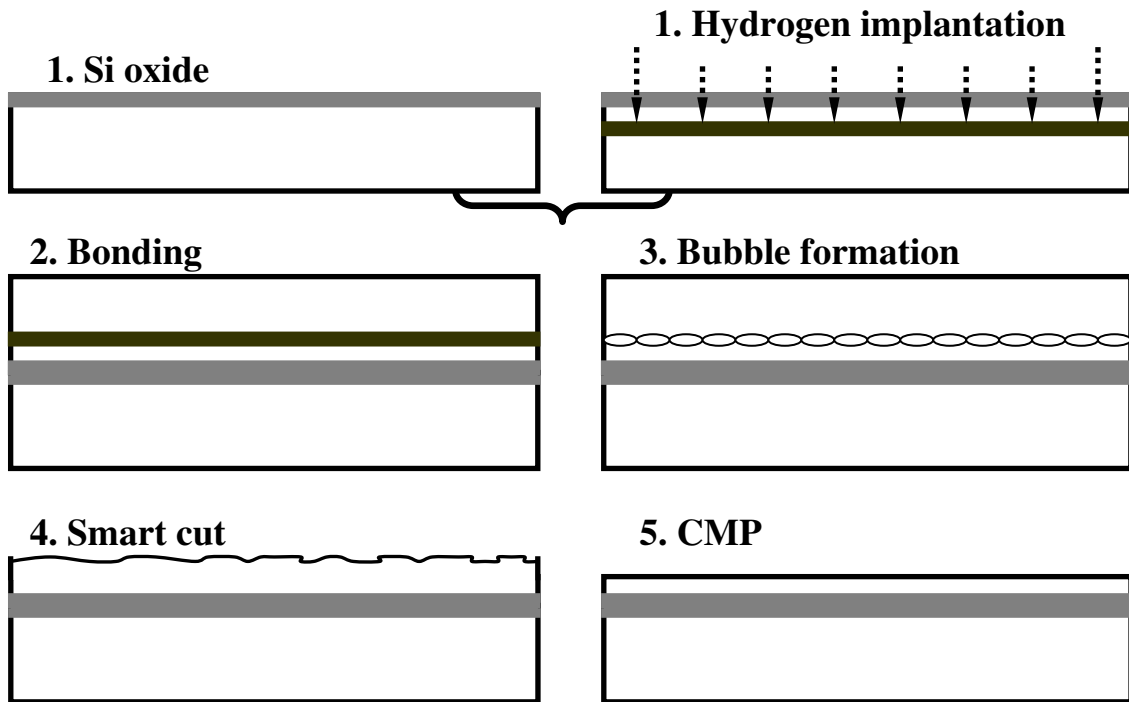 1. Hydrogen implantation
1. Si oxide
2. Bonding
3. Bubble formation
4. Smart cut
5. CMP